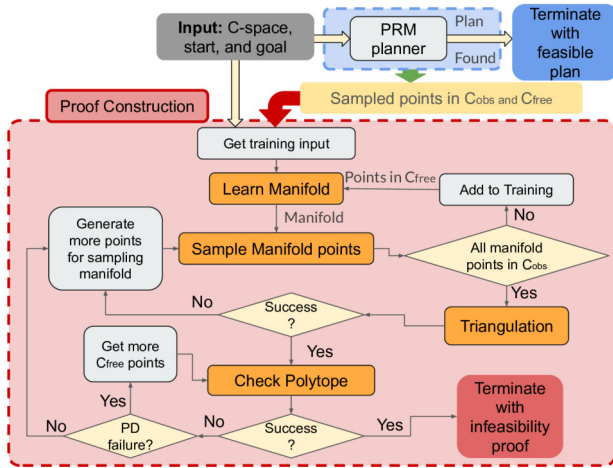 Input: C-space,
start, and goal
PRM
planner
Plan
Found
Terminate
with
feasible
plan
Proof Construction
Sampled points in Cobs and Cfree
Get training input
Learn Manifold
Points in Cfree
Add to Training
Manifold
No
Generate
more points
for sampling
manifold
Sample Manifold points
All
manifold
points in Cobs
Yes
No
Success
?
Triangulation
Get more
Cfree points
Yes
Check Polytope
Yes
No
PD
failure?
No
Success
?
Yes
Terminate
with
infeasibility
proof